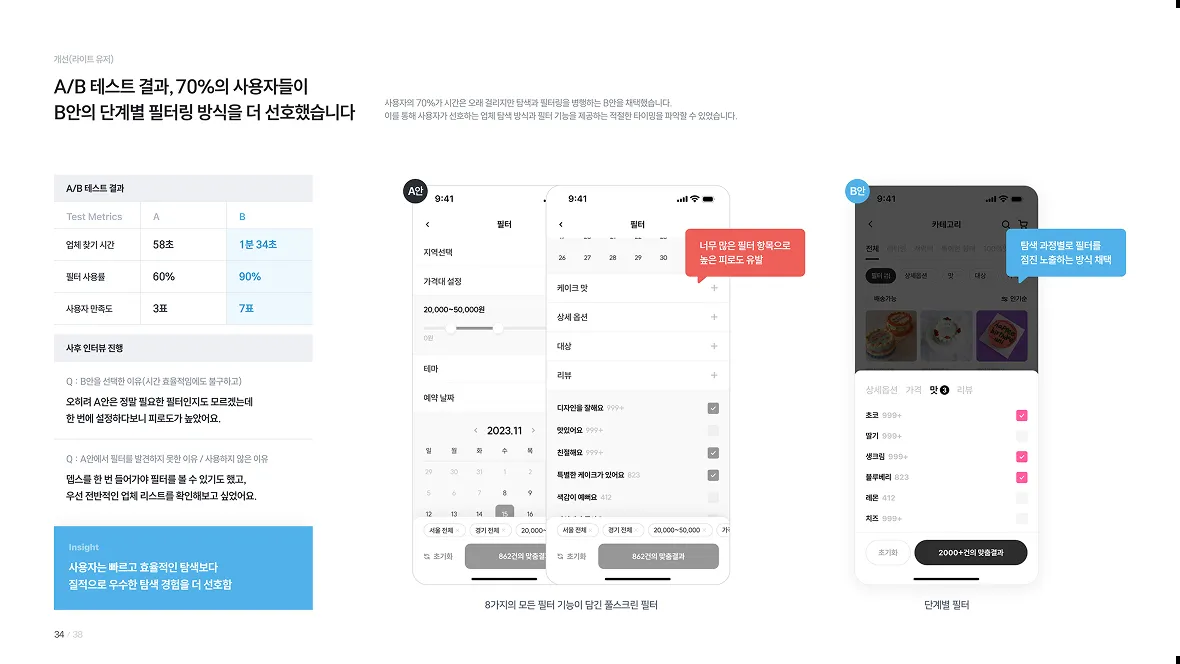 개선(라이트 유저)
A/B 테스트 결과, 70%의 사용자들이
B안의 단계별 필터링 방식을 더 선호했습니다
사용자의 70%가 시간은 오래 걸리지만 탐색과 필터링을 병행하는 B안을 채택했습니다.
이를 통해 사용자가 선호하는 업체 탐색 방식과 필터 기능을 제공하는 적절한 타이밍을 파악할 수 있었습니다.
A/B 테스트 결과
Test Metrics A B
업체 찾기 시간 58초 1분 34초
필터 사용률 60% 90%
사용자 만족도 3표 7표
사후 인터뷰 진행
Q : B안을 선택한 이유(시간 효율적임에도 불구하고)
오히려 A안은 정말 필요한 필터인지도 모르겠는데
한 번에 설정하다보니 피로도가 높았어요.
Q : A안에서 필터를 발견하지 못한 이유 / 사용하지 않은 이유
뎁스를 한 번 들어가야 필터를 볼 수 있기도 했고,
우선 전반적인 업체 리스트를 확인해보고 싶었어요.
Insight
사용자는 빠르고 효율적인 탐색보다
질적으로 우수한 탐색 경험을 더 선호함
34 / 38
A안
9:41
필터
지역선택
가격대 설정
20,000~50,000원
0원
테마
예약 날짜
2023.11
일 월 화 수 목
29 30 31 1 2
5 6 7 8 9
12 13 14 15 16
서울 전체 경기 전체 20,000~
초기화 862건의 맞춤결
9:41
필터
26 27 28 29 30
케이크 맛
상세 옵션
대상
리뷰
디자인을 잘해요 999+
맛있어요 999+
친절해요 999+
특별한 케이크가 있어요 823
색감이 예뻐요 412
서울 전체 경기 전체 20,000~50,000
초기화 862건의 맞춤결과
너무 많은 필터 항목으로
높은 피로도 유발
8가지의 모든 필터 기능이 담긴 풀스크린 필터
B안
9:41
카테고리
전체
필터 상세옵션 맛 대상
배송가능 인기순
탐색 과정별로 필터를
점진 노출하는 방식 채택
상세옵션 가격 맛 3 리뷰
초코 999+
딸기 999+
생크림 999+
블루베리 823
레몬 412
치즈 999+
초기화 2000+건의 맞춤결과
단계별 필터